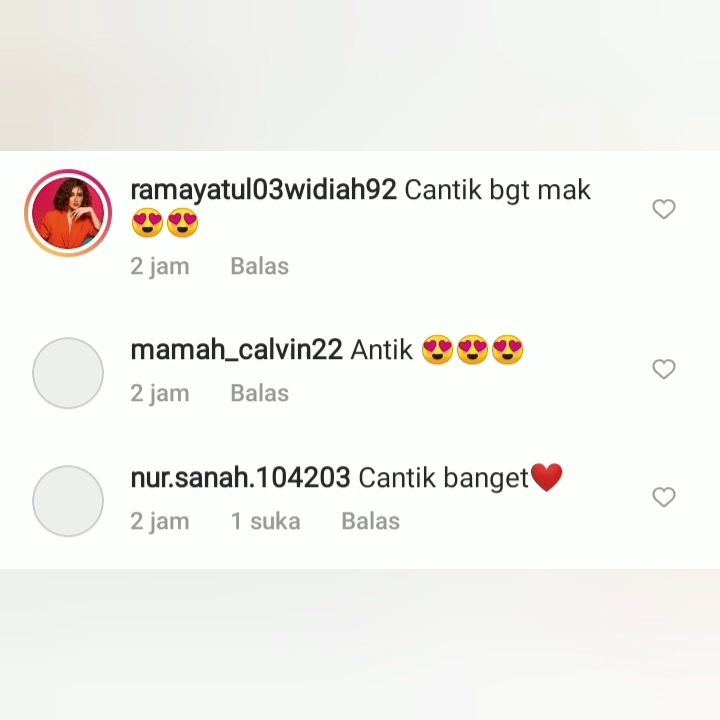 ramayatul03widiah92 Cantik bgt mak
😍😍
2 jam Balas
mamah_calvin22 Antik 😍😍😍
2 jam Balas
nur.sanah.104203 Cantik banget❤️
2 jam 1 suka Balas